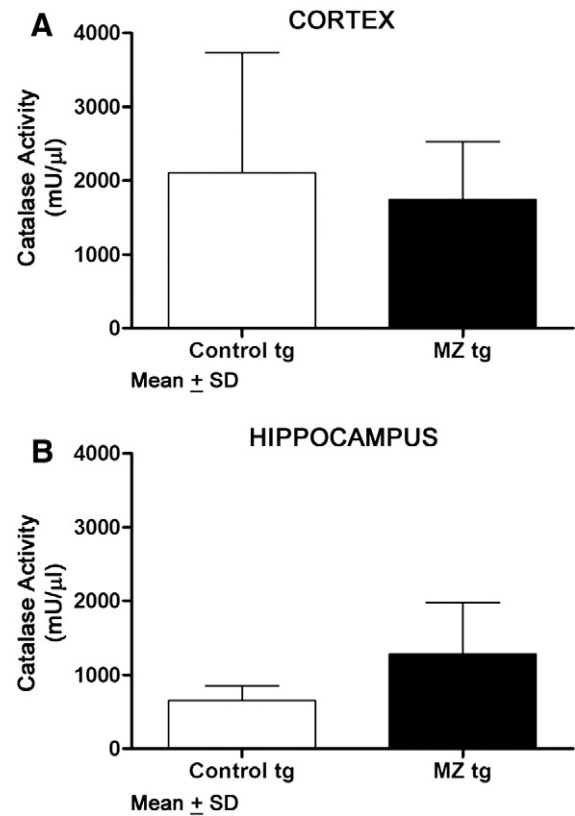 A
CORTEX
Catalase Activity
(mU/µl)
4000
3000
2000
1000
0
Control tg
MZ tg
Mean ± SD
B
HIPPOCAMPUS
Catalase Activity
(mU/µl)
4000
3000
2000
1000
0
Control tg
MZ tg
Mean ± SD